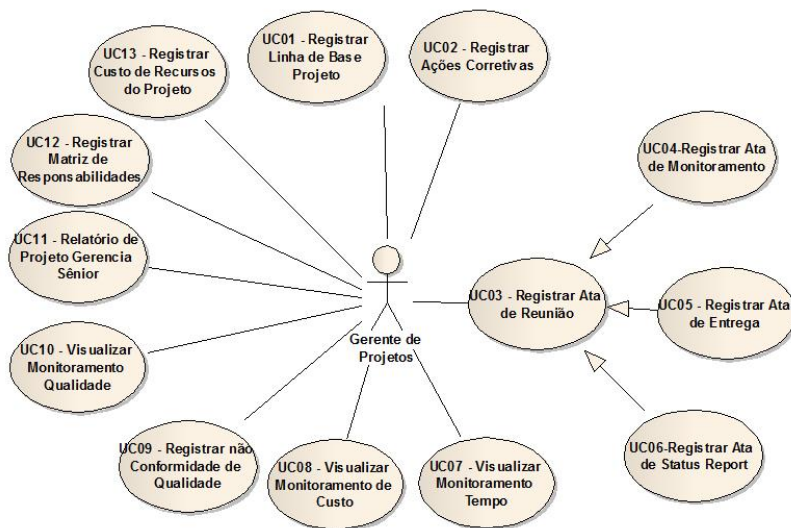 UC13 - Registrar
Custo de Recursos
do Projeto
UC01 - Registrar
Linha de Base
Projeto
UC02 - Registrar
Ações Corretivas
UC12 - Registrar
Matriz de
Responsabilidades
UC04-Registrar Ata
de Monitoramento
UC11 - Relatório de
Projeto Gerencia
Sênior
UC03 - Registrar Ata
de Reunião
UC05 - Registrar Ata
de Entrega
Gerente de
Projetos
UC10 - Visualizar
Monitoramento
Qualidade
UC09 - Registrar não
Conformidade de
Qualidade
UC08 - Visualizar
Monitoramento de
Custo
UC07 - Visualizar
Monitoramento
Tempo
UC06-Registrar Ata
de Status Report